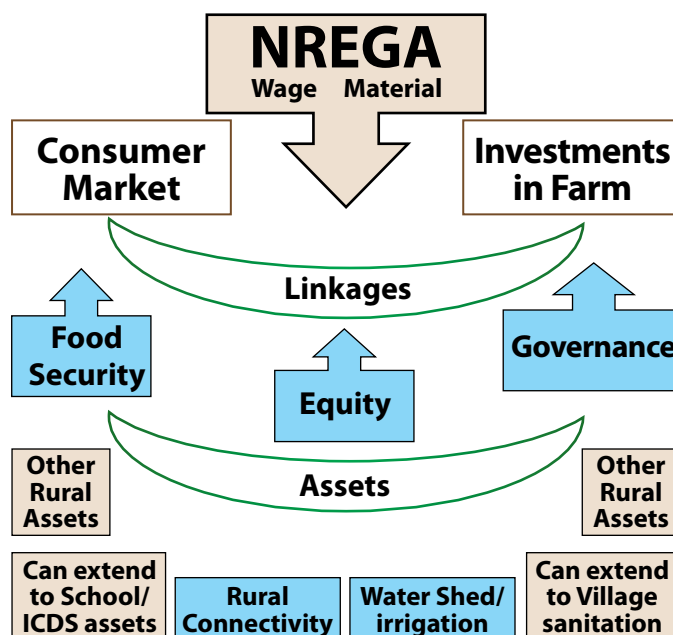 NREGA
Wage Material
Consumer
Market
Investments
in Farm
Linkages
Food
Security
Equity
Governance
Other
Rural
Assets
Assets
Other
Rural
Assets
Can extend
to School/
ICDS assets
Rural
Connectivity
Water Shed/
irrigation
Can extend
to Village
sanitation